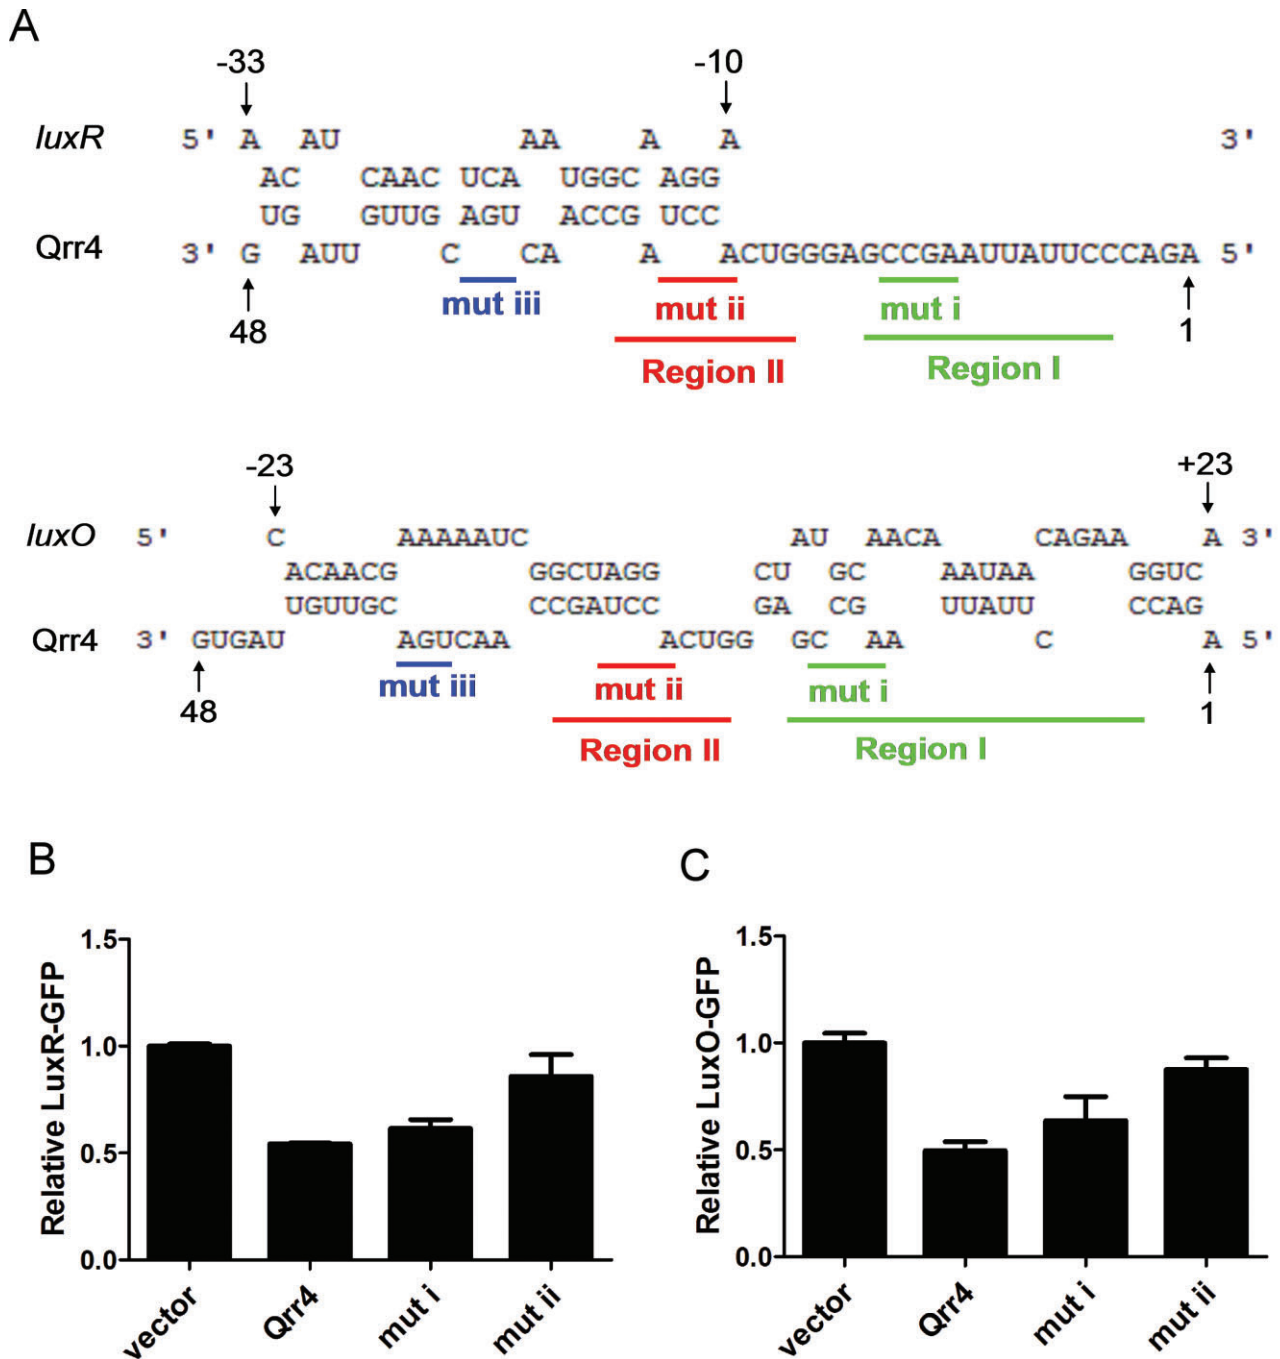 A
-33 -10
luxR 5' A AU AA A A 3'
AC CAAC UCA UGGC AGG
UG GUUG AGU ACCG UCC
Qrr4 3' G AUU C CA A ACUGGGAGCCGAAUUAUUCCCAGA 5'
mut iii mut ii mut i
48 1
Region II Region I
-23 +23
luxO 5' C AAAAAUC AU AACA CAGAA A 3'
ACAACG GGCUAGG CU GC AAUAA GGUC
UGUUGC CCGAUCC GA CG UUAUU CCAG
Qrr4 3' GUGAU AGUCAA ACUGG GC AA C A 5'
mut iii mut ii mut i
48 1
Region II Region I
B
Relative LuxR-GFP
1.5
1.0
0.5
0.0
vector Qrr4 mut i mut ii
C
Relative LuxO-GFP
1.5
1.0
0.5
0.0
vector Qrr4 mut i mut ii